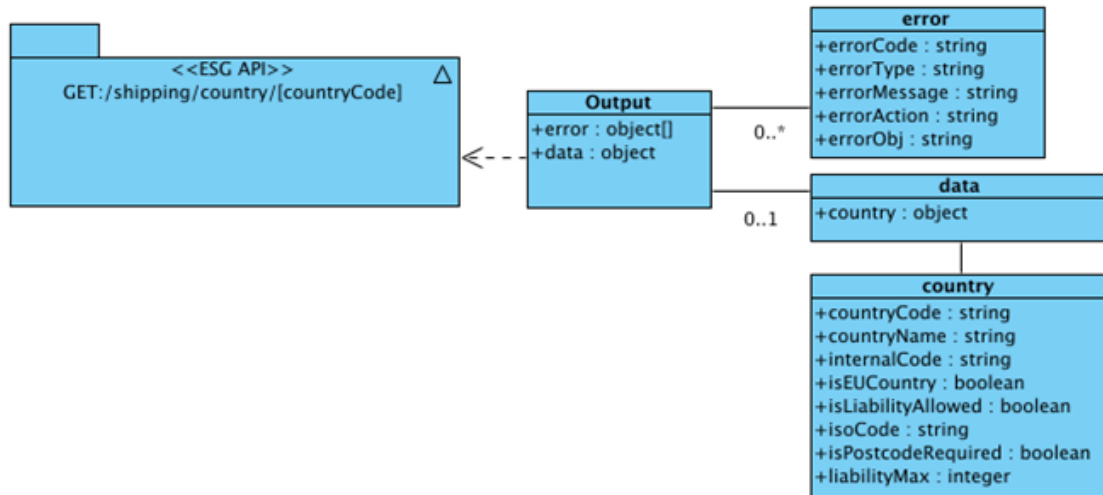 <<ESG API>>
GET:/shipping/country/[countryCode]
Output
+error : object[]
+data : object
0..*
0..1
error
+errorCode : string
+errorType : string
+errorMessage : string
+errorAction : string
+errorObj : string
data
+country : object
country
+countryCode : string
+countryName : string
+internalCode : string
+isEUCountry : boolean
+isLiabilityAllowed : boolean
+isoCode : string
+isPostcodeRequired : boolean
+liabilityMax : integer